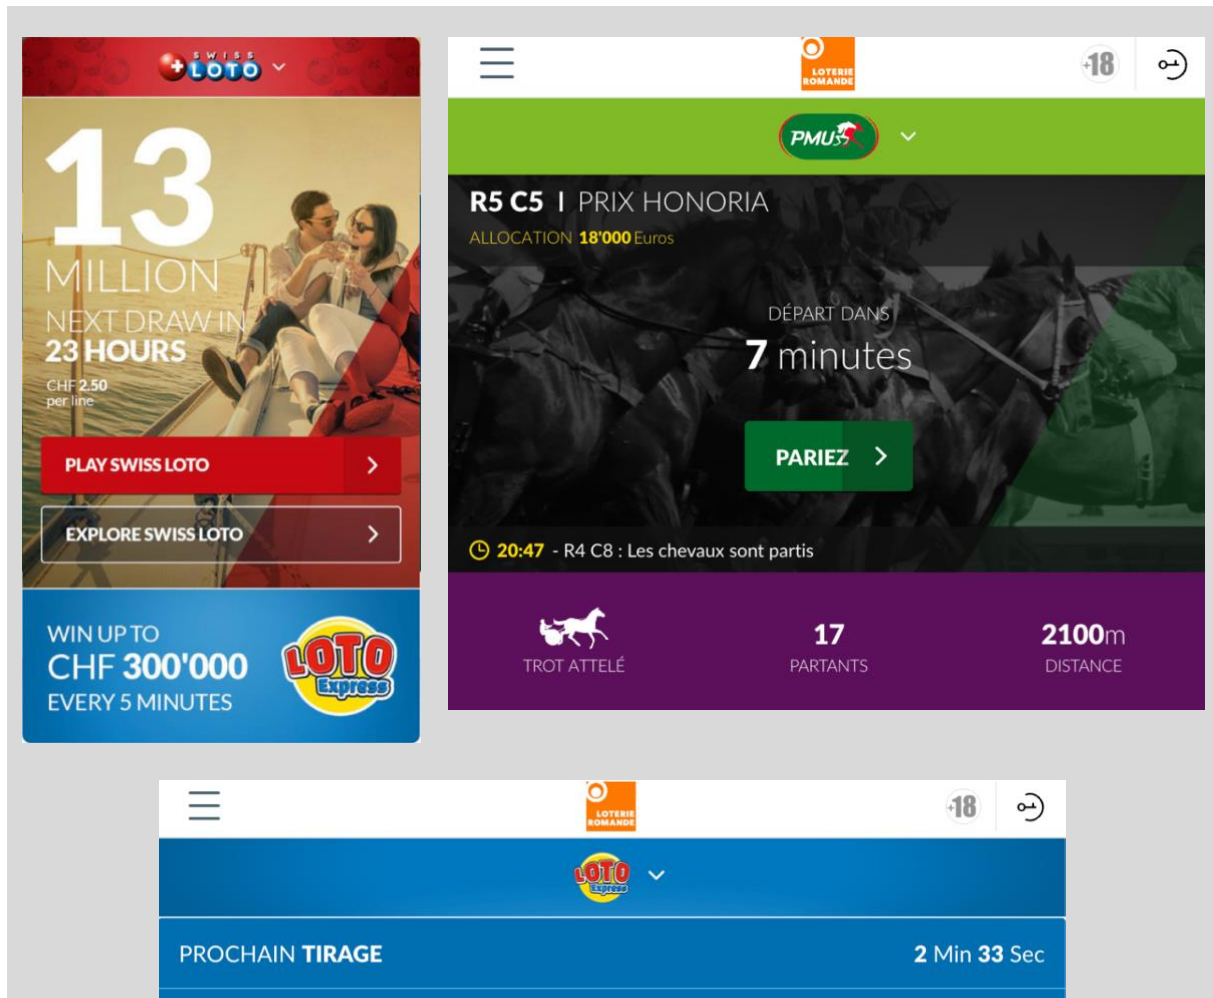 SWISS
LOTO
13
MILLION
NEXT DRAW IN
23 HOURS
CHF 2.50
per line
PLAY SWISS LOTO
EXPLORE SWISS LOTO
WIN UP TO
CHF 300'000
EVERY 5 MINUTES
LOTO
Express
LOTERIE
ROMANDE
+18
PMU
R5 C5 | PRIX HONORIA
ALLOCATION 18'000 Euros
DÉPART DANS
7 minutes
PARIEZ
20:47 - R4 C8 : Les chevaux sont partis
TROT ATTELÉ
17
PARTANTS
2100m
DISTANCE
LOTERIE
ROMANDE
+18
LOTO
Express
PROCHAIN TIRAGE
2 Min 33 Sec